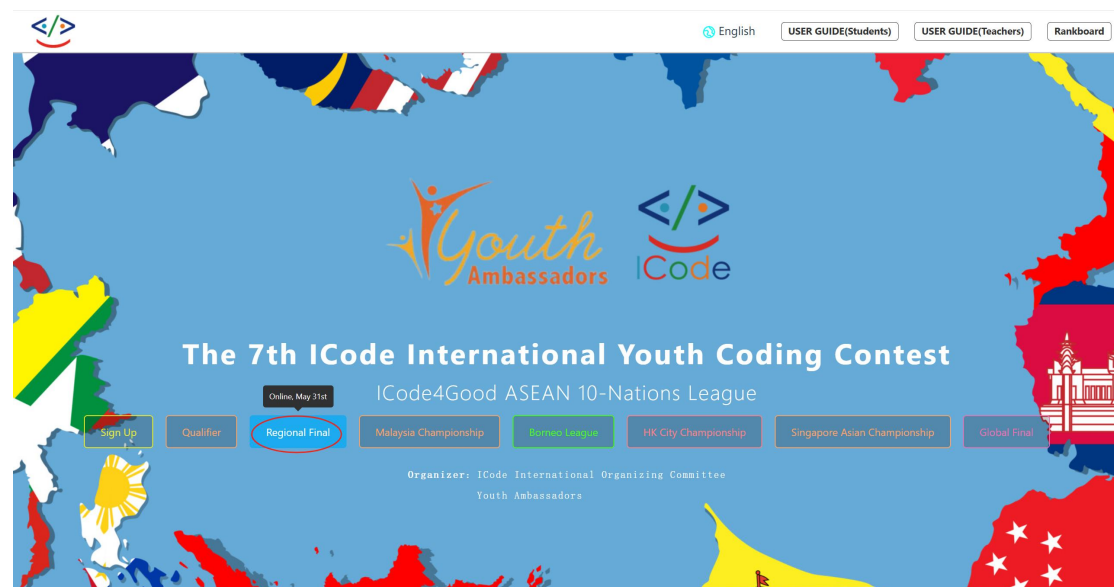 </>
English
USER GUIDE(Students)
USER GUIDE(Teachers)
Rankboard
Youth
Ambassadors
</>
ICode
The 7th ICode International Youth Coding Contest
ICode4Good ASEAN 10-Nations League
Online, May 31st
Sign Up
Qualifier
Regional Final
Malaysia Championship
Borneo League
HK City Championship
Singapore Asian Championship
Global Final
Organizer: ICode International Organizing Committee
Youth Ambassadors